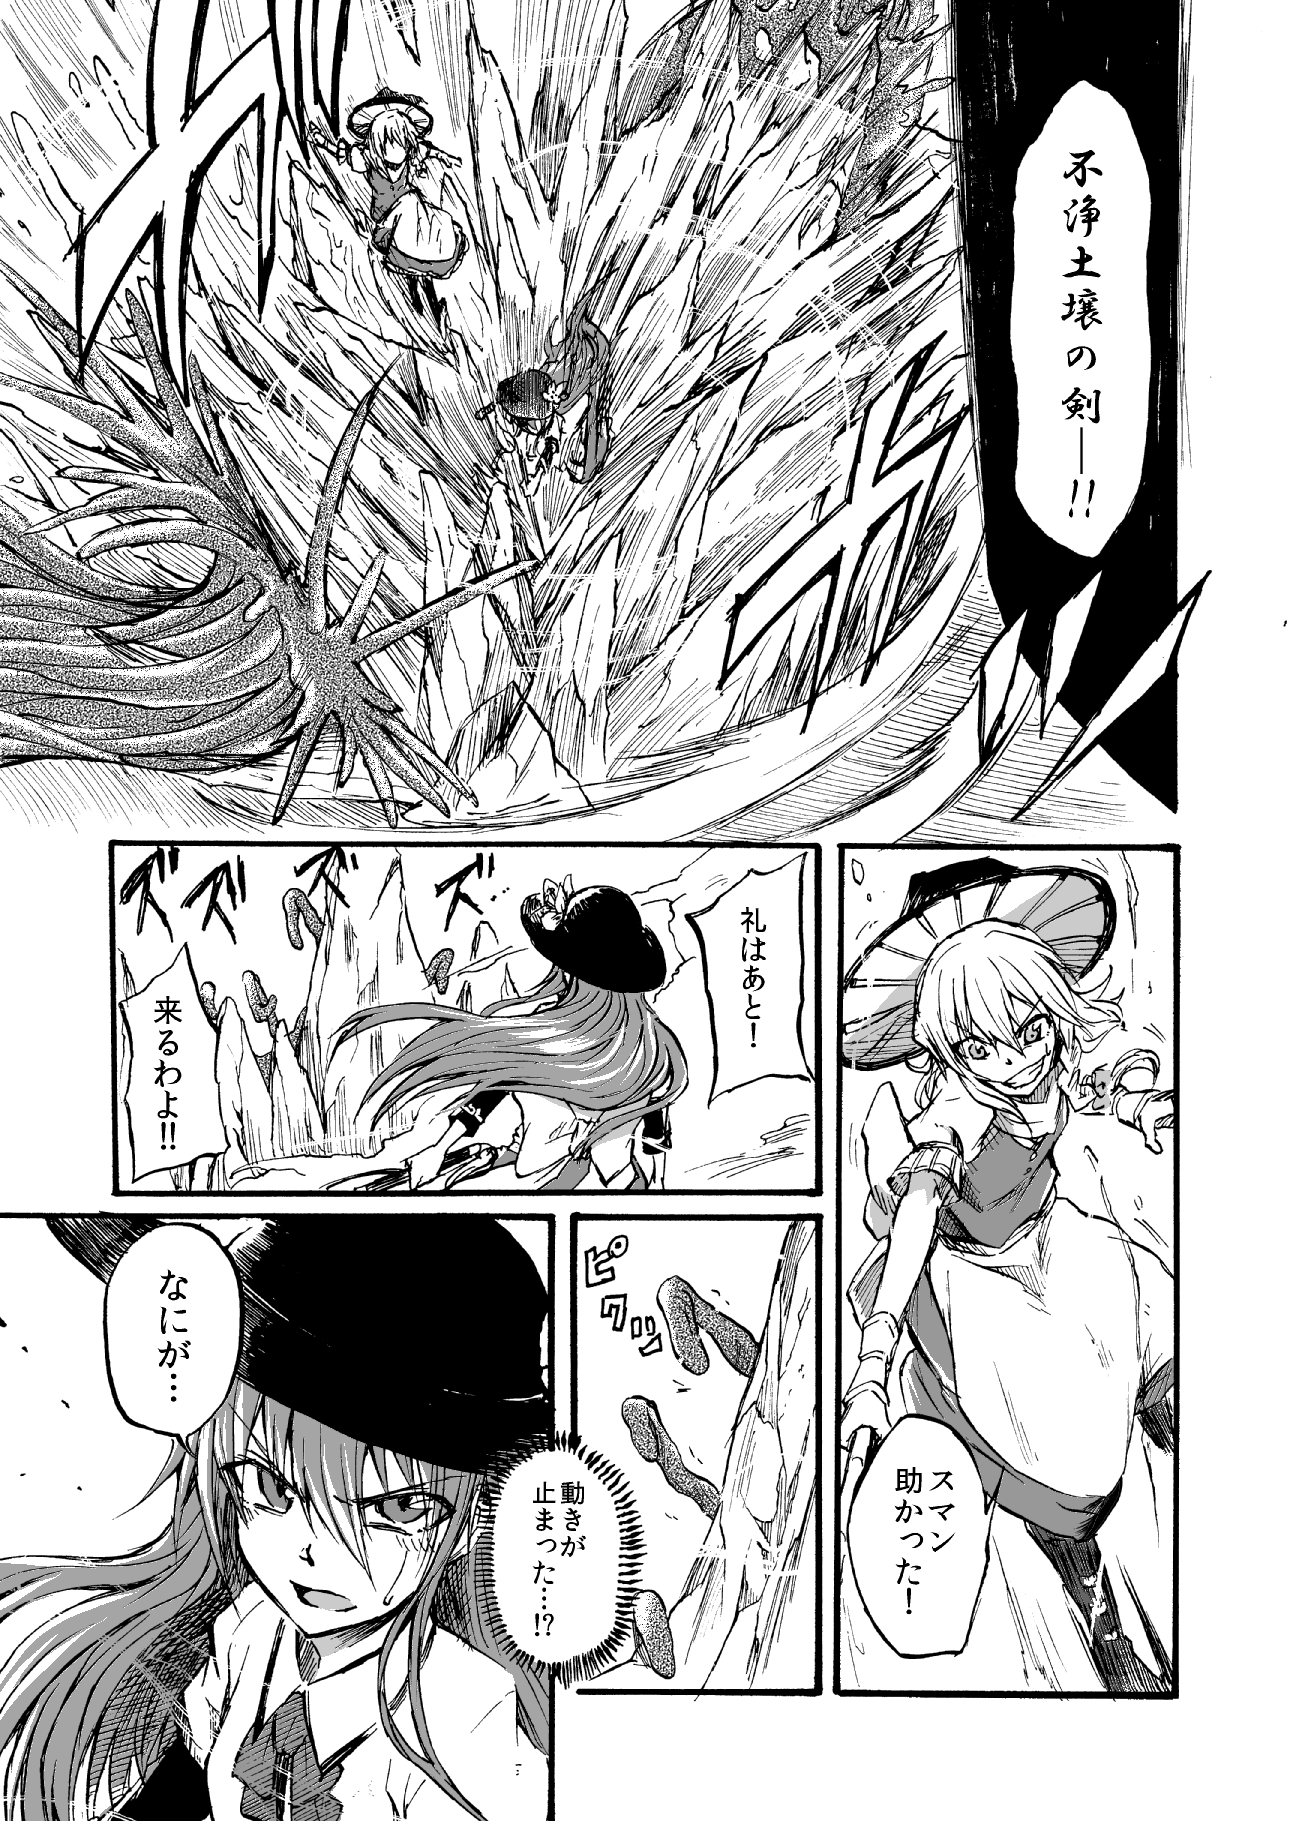 不浄土壌の剣―!!
ガガ
スマン
助かった!
礼はあと!
来るわよ!!
ズズズズ
ピクッ
動きが
止まった…!?
なにが…